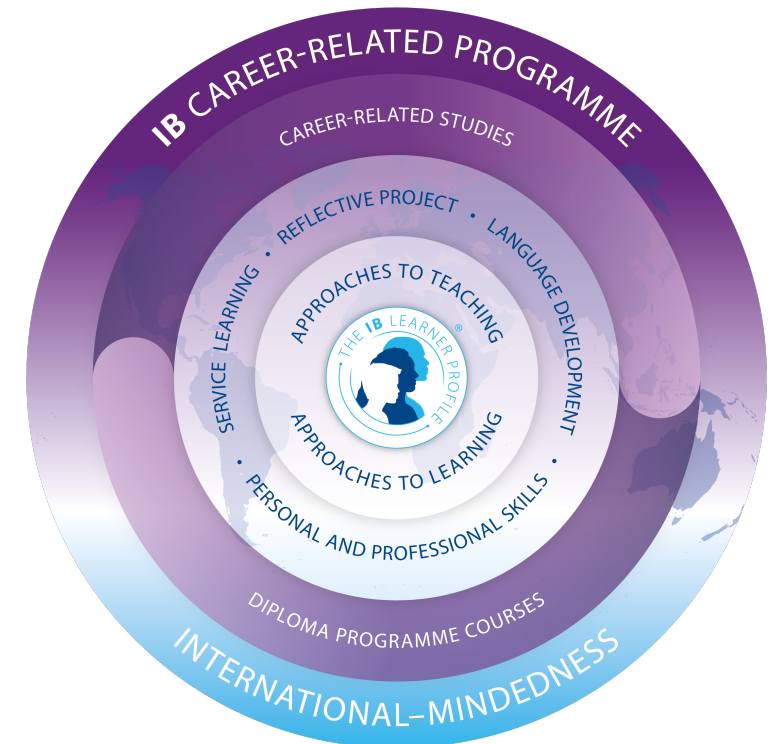 IB CAREER-RELATED PROGRAMME
CAREER-RELATED STUDIES
SERVICE LEARNING • REFLECTIVE PROJECT • LANGUAGE DEVELOPMENT • PERSONAL AND PROFESSIONAL SKILLS •
APPROACHES TO TEACHING
THE IB LEARNER PROFILE ®
APPROACHES TO LEARNING
DIPLOMA PROGRAMME COURSES
INTERNATIONAL–MINDEDNESS